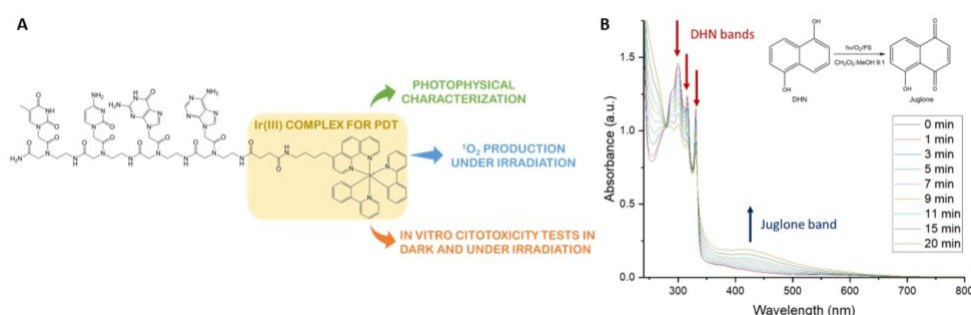 A
PHOTOPHYSICAL
CHARACTERIZATION
Ir(III) COMPLEX FOR PDT
¹O₂ PRODUCTION
UNDER IRRADIATION
IN VITRO CITOTOXICITY TESTS IN
DARK AND UNDER IRRADIATION
B
DHN bands
Juglone band
OH
OH
DHN
hν/O₂/PS
CH₂Cl₂:MeOH 9:1
O
O
OH
Juglone
0 min
1 min
3 min
5 min
7 min
9 min
11 min
15 min
20 min
Absorbance (a.u.)
1.5
1.0
0.5
0.0
300
400
500
600
700
800
Wavelength (nm)